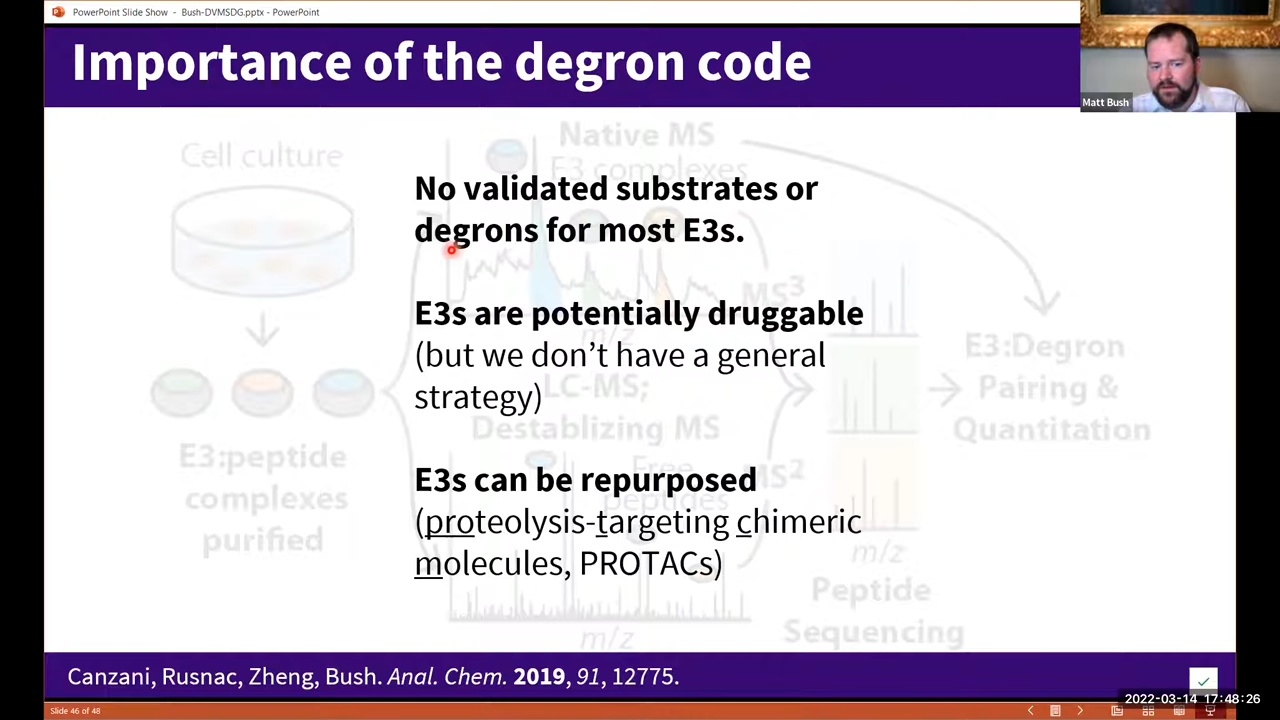 PowerPoint Slide Show - Bush-DVMSDG.pptx - PowerPoint
Importance of the degron code
Matt Bush
Cell culture
Native MS
E3 complexes
No validated substrates or
degrons for most E3s.
MS3
E3s are potentially druggable
(but we don't have a general
strategy)
m/z
LC-MS;
Destablizing MS
E3:Degron
Pairing &
Quantitation
E3:peptide
complexes
purified
Free
peptides
MS2
E3s can be repurposed
(proteolysis-targeting chimeric
molecules, PROTACs)
m/z
m/z
Peptide
Sequencing
Canzani, Rusnac, Zheng, Bush. Anal. Chem. 2019, 91, 12775.
2022-03-14 17:48:26
Slide 46 of 48